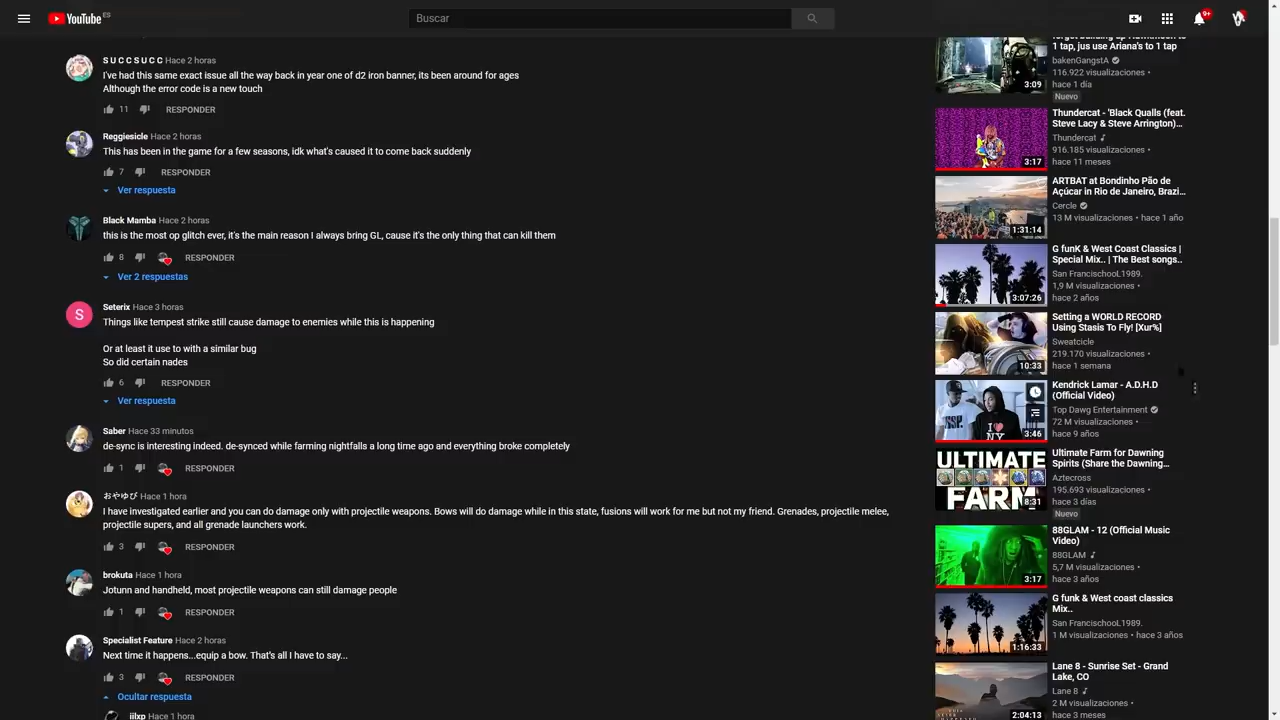 YouTube ES
Buscar
9+
S U C C S U C C Hace 2 horas
I've had this same exact issue all the way back in year one of d2 iron banner, its been around for ages
Although the error code is a new touch
11 RESPONDER
Reggiesicle Hace 2 horas
This has been in the game for a few seasons, idk what's caused it to come back suddenly
7 RESPONDER
Ver respuesta
Black Mamba Hace 2 horas
this is the most op glitch ever, it's the main reason I always bring GL, cause it's the only thing that can kill them
8 RESPONDER
Ver 2 respuestas
S
Seterix Hace 3 horas
Things like tempest strike still cause damage to enemies while this is happening
Or at least it use to with a similar bug
So did certain nades
6 RESPONDER
Ver respuesta
Saber Hace 33 minutos
de-sync is interesting indeed. de-synced while farming nightfalls a long time ago and everything broke completely
1 RESPONDER
おやゆび Hace 1 hora
I have investigated earlier and you can do damage only with projectile weapons. Bows will do damage while in this state, fusions will work for me but not my friend. Grenades, projectile melee,
projectile supers, and all grenade launchers work.
3 RESPONDER
brokuta Hace 1 hora
Jotunn and handheld, most projectile weapons can still damage people
1 RESPONDER
Specialist Feature Hace 2 horas
Next time it happens...equip a bow. That's all I have to say...
3 RESPONDER
Ocultar respuesta
iilxp Hace 1 hora
1 tap, jus use Ariana's to 1 tap
bakenGangstA
116.922 visualizaciones •
hace 1 día
Nuevo
3:09
Thundercat - 'Black Qualls (feat.
Steve Lacy & Steve Arrington)...
Thundercat
916.185 visualizaciones •
hace 11 meses
3:17
ARTBAT at Bondinho Pão de
Açúcar in Rio de Janeiro, Brazi...
Cercle
13 M visualizaciones • hace 1 año
1:31:14
G funK & West Coast Classics |
Special Mix.. | The Best songs..
San FrancischooL1989.
1,9 M visualizaciones •
hace 2 años
3:07:26
Setting a WORLD RECORD
Using Stasis To Fly! [Xur%]
Sweatcicle
219.170 visualizaciones •
hace 1 semana
10:33
Kendrick Lamar - A.D.H.D
(Official Video)
Top Dawg Entertainment
72 M visualizaciones •
hace 9 años
I NY
3:46
Ultimate Farm for Dawning
Spirits (Share the Dawning...
Aztecross
195.693 visualizaciones •
hace 3 días
Nuevo
ULTIMATE
FARM
8:31
88GLAM - 12 (Official Music
Video)
88GLAM
5,7 M visualizaciones •
hace 3 años
3:17
G funk & West coast classics
Mix..
San FrancischooL1989.
1 M visualizaciones • hace 3 años
1:16:33
Lane 8 - Sunrise Set - Grand
Lake, CO
Lane 8
2 M visualizaciones •
hace 3 meses
2:04:13